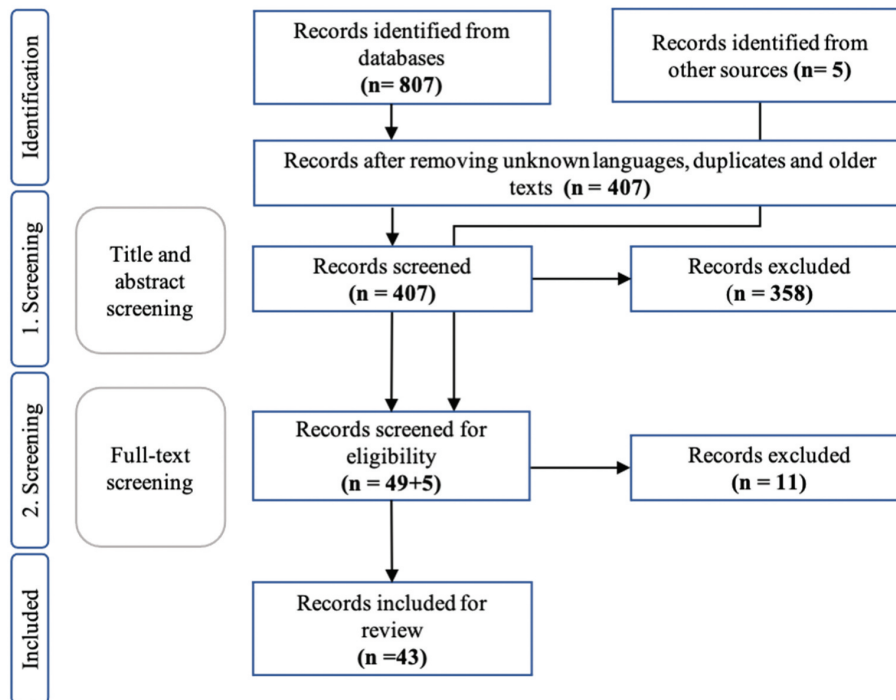 Identification
Records identified from
databases
(n= 807)
Records identified from
other sources (n= 5)
Records after removing unknown languages, duplicates and older
texts (n = 407)
1. Screening
Title and
abstract
screening
Records screened
(n = 407)
Records excluded
(n = 358)
2. Screening
Full-text
screening
Records screened for
eligibility
(n = 49+5)
Records excluded
(n = 11)
Included
Records included for
review
(n =43)